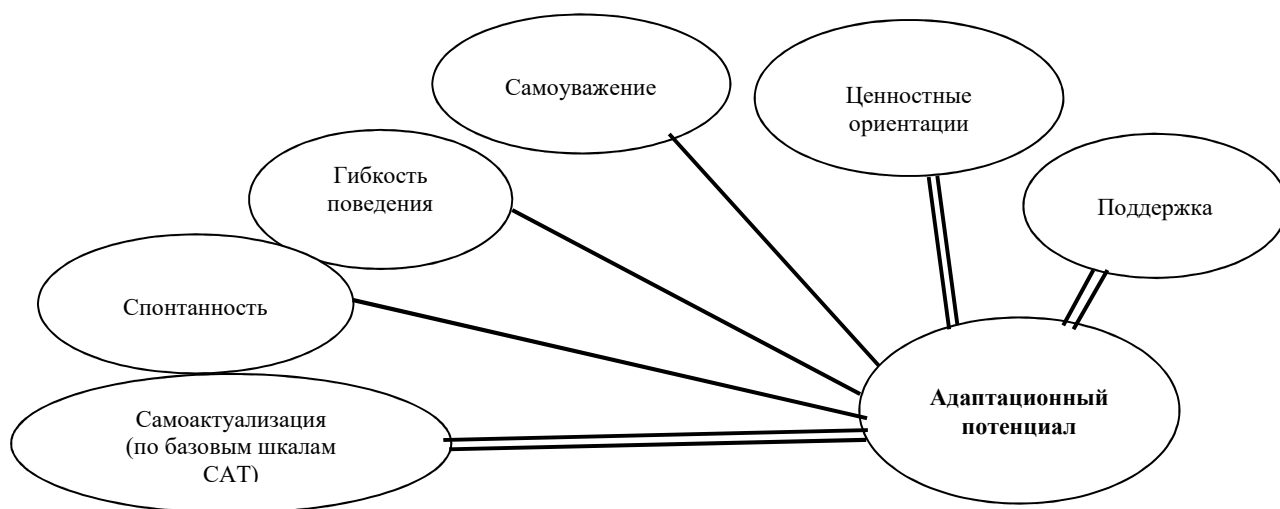 Самоуважение
Ценностные
ориентации
Гибкость
поведения
Поддержка
Спонтанность
Адаптационный
потенциал
Самоактуализация
(по базовым шкалам
САТ)